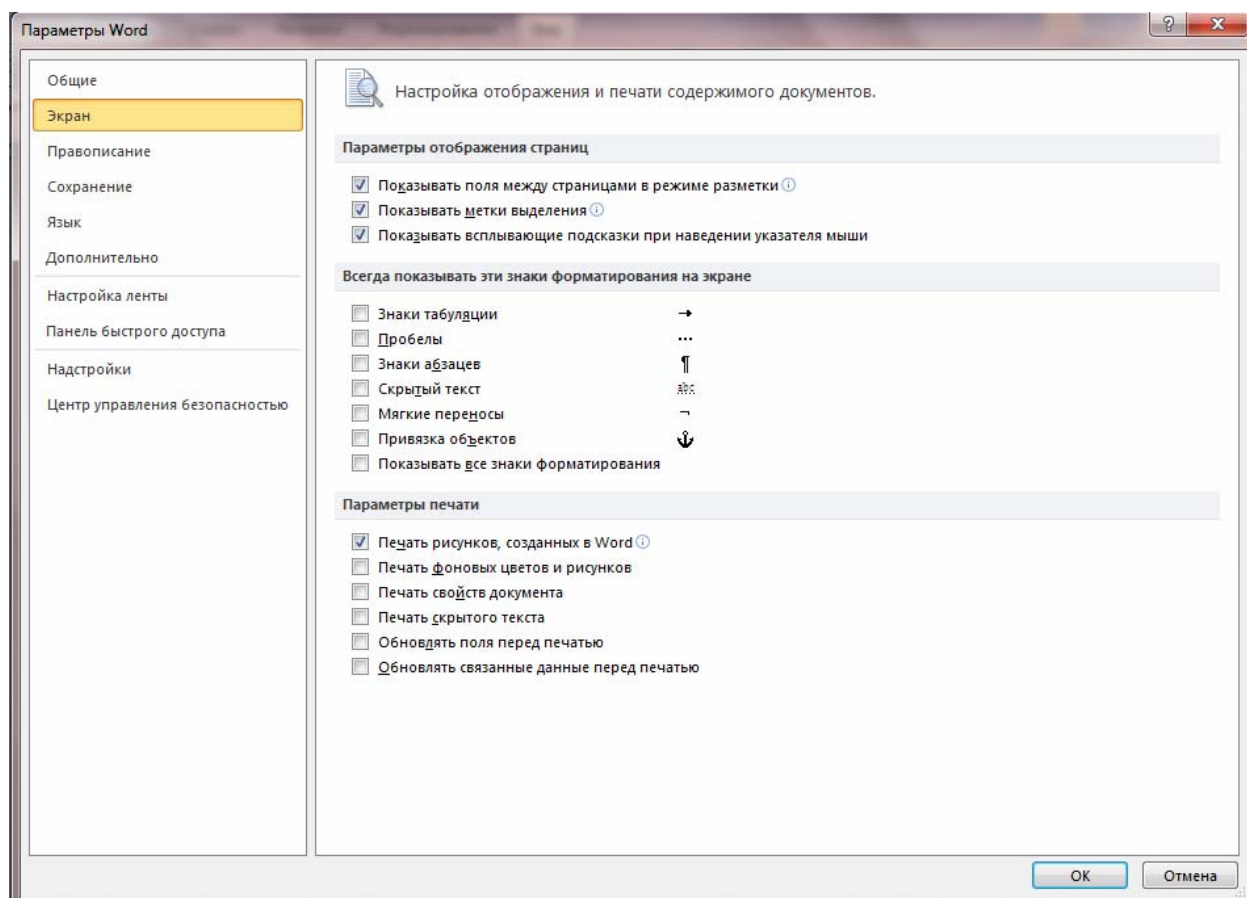 Параметры Word
Общие
Экран
Правописание
Сохранение
Язык
Дополнительно
Настройка ленты
Панель быстрого доступа
Надстройки
Центр управления безопасностью
Настройка отображения и печати содержимого документов.
Параметры отображения страниц
Показывать поля между страницами в режиме разметки
Показывать метки выделения
Показывать всплывающие подсказки при наведении указателя мыши
Всегда показывать эти знаки форматирования на экране
Знаки табуляции →
Пробелы ...
Знаки абзацев ¶
Скрытый текст abc
Мягкие переносы ¬
Привязка объектов
Показывать все знаки форматирования
Параметры печати
Печать рисунков, созданных в Word
Печать фоновых цветов и рисунков
Печать свойств документа
Печать скрытого текста
Обновлять поля перед печатью
Обновлять связанные данные перед печатью
ОК Отмена